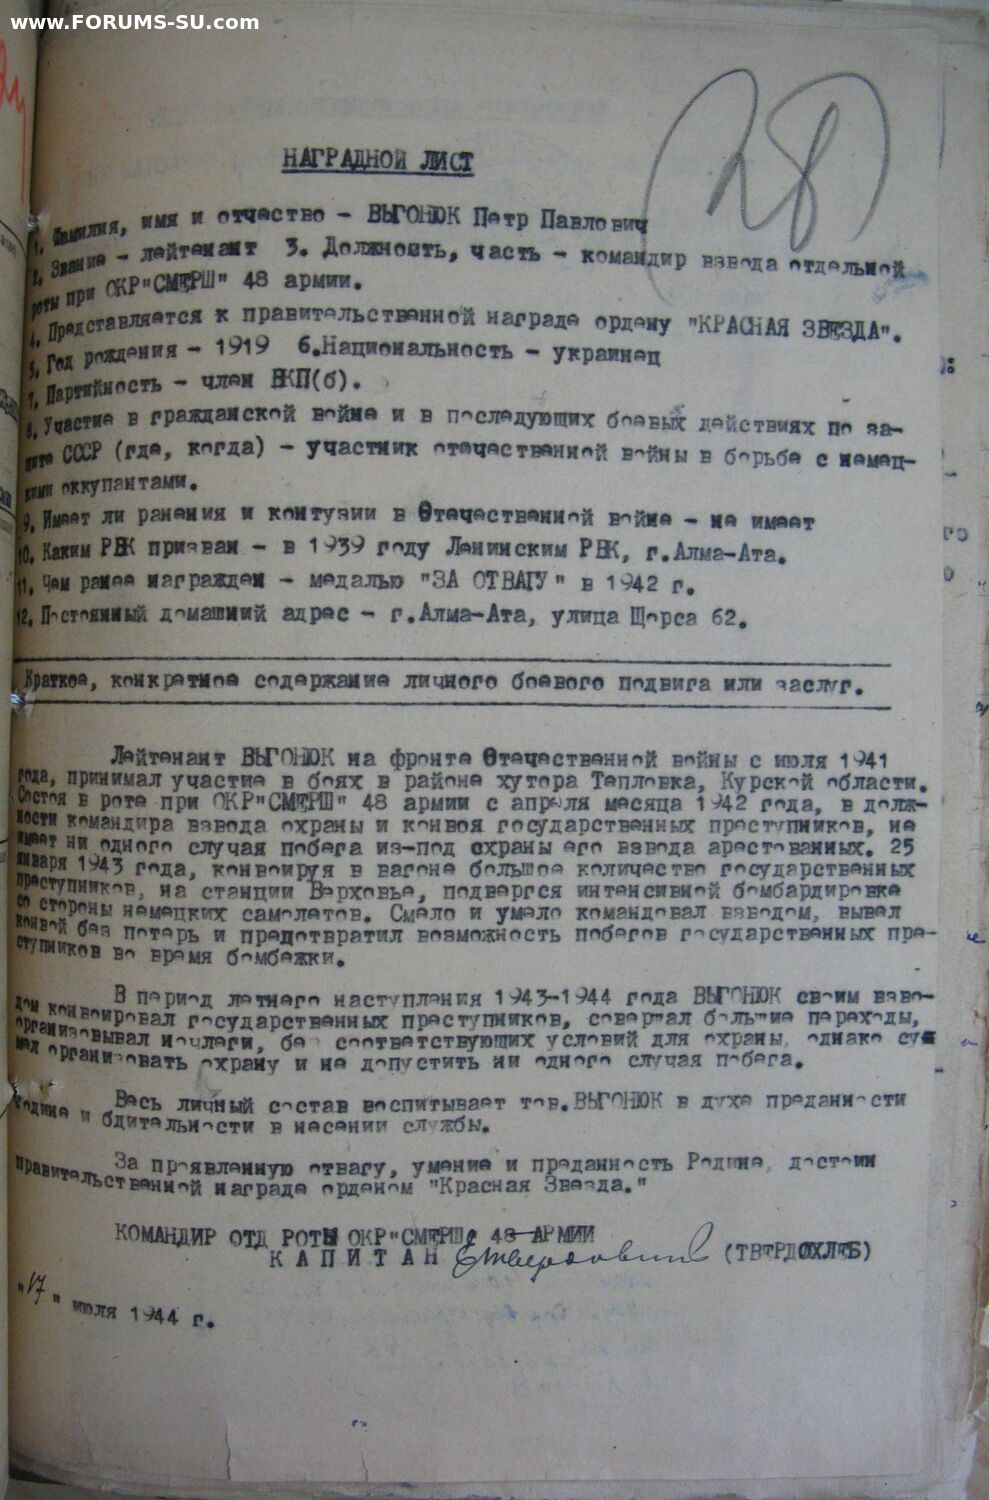 www.FORUMS-SU.com
28
НАГРАДНОЙ ЛИСТ
1. Фамилия, имя и отчество - ВЫГОНЮК Петр Павлович
2. Звание - лейтенант 3. Должность, часть - командир взвода отдельной
роты при ОКР"СМЕРШ" 48 армии.
4. Представляется к правительственной награде ордену "КРАСНАЯ ЗВЕЗДА".
5. Год рождения - 1919 6.Национальность - украинец
7. Партийность - член ВКП(б).
8. Участие в гражданской войне и в последующих боевых действиях по за-
щите СССР (где, когда) - участник отечественной войны в борьбе с немец-
кими оккупантами.
9. Имеет ли ранения и контузии в Отечественной войне - не имеет
10. Каким РВК призван - в 1939 году Ленинским РВК, г.Алма-Ата.
11. Чем ранее награжден - медалью "ЗА ОТВАГУ" в 1942 г.
12. Постоянный домашний адрес - г.Алма-Ата, улица Щорса 62.
Краткое, конкретное содержание личного боевого подвига или заслуг.
Лейтенант ВЫГОНЮК на фронте Отечественной войны с июля 1941
года, принимал участие в боях в районе хутора Тепловка, Курской области.
Состоя в роте при ОКР"СМЕРШ" 48 армии с апреля месяца 1942 года, в долж-
ности командира взвода охраны и конвоя государственных преступников, не
имеет ни одного случая побега из-под охраны его взвода арестованных. 25
января 1943 года, конвоируя в вагоне большое количество государственных
преступников, на станции Верховье, подвергся интенсивной бомбардировке
со стороны немецких самолетов. Смело и умело командовал взводом, вывел
конвой без потерь и предотвратил возможность побегов государственных пре-
ступников во время бомбежки.
В период летнего наступления 1943-1944 года ВЫГОНЮК своим взво-
дом конвоировал государственных преступников, совершал большие переходы,
организовывал ночлеги, без соответствующих условий для охраны, однако су
мел организовать охрану и не допустить ни одного случая побега.
Весь личный состав воспитывает тов.ВЫГОНЮК в духе преданности
Родине и бдительности в несении службы.
За проявленную отвагу, умение и преданность Родине, достоин
правительственной награде орденом "Красная Звезда."
КОМАНДИР ОТД РОТЫ ОКР"СМЕРШ" 48 АРМИИ
КАПИТАН (ТВЕРДОХЛЕБ)
"17" июля 1944 г.